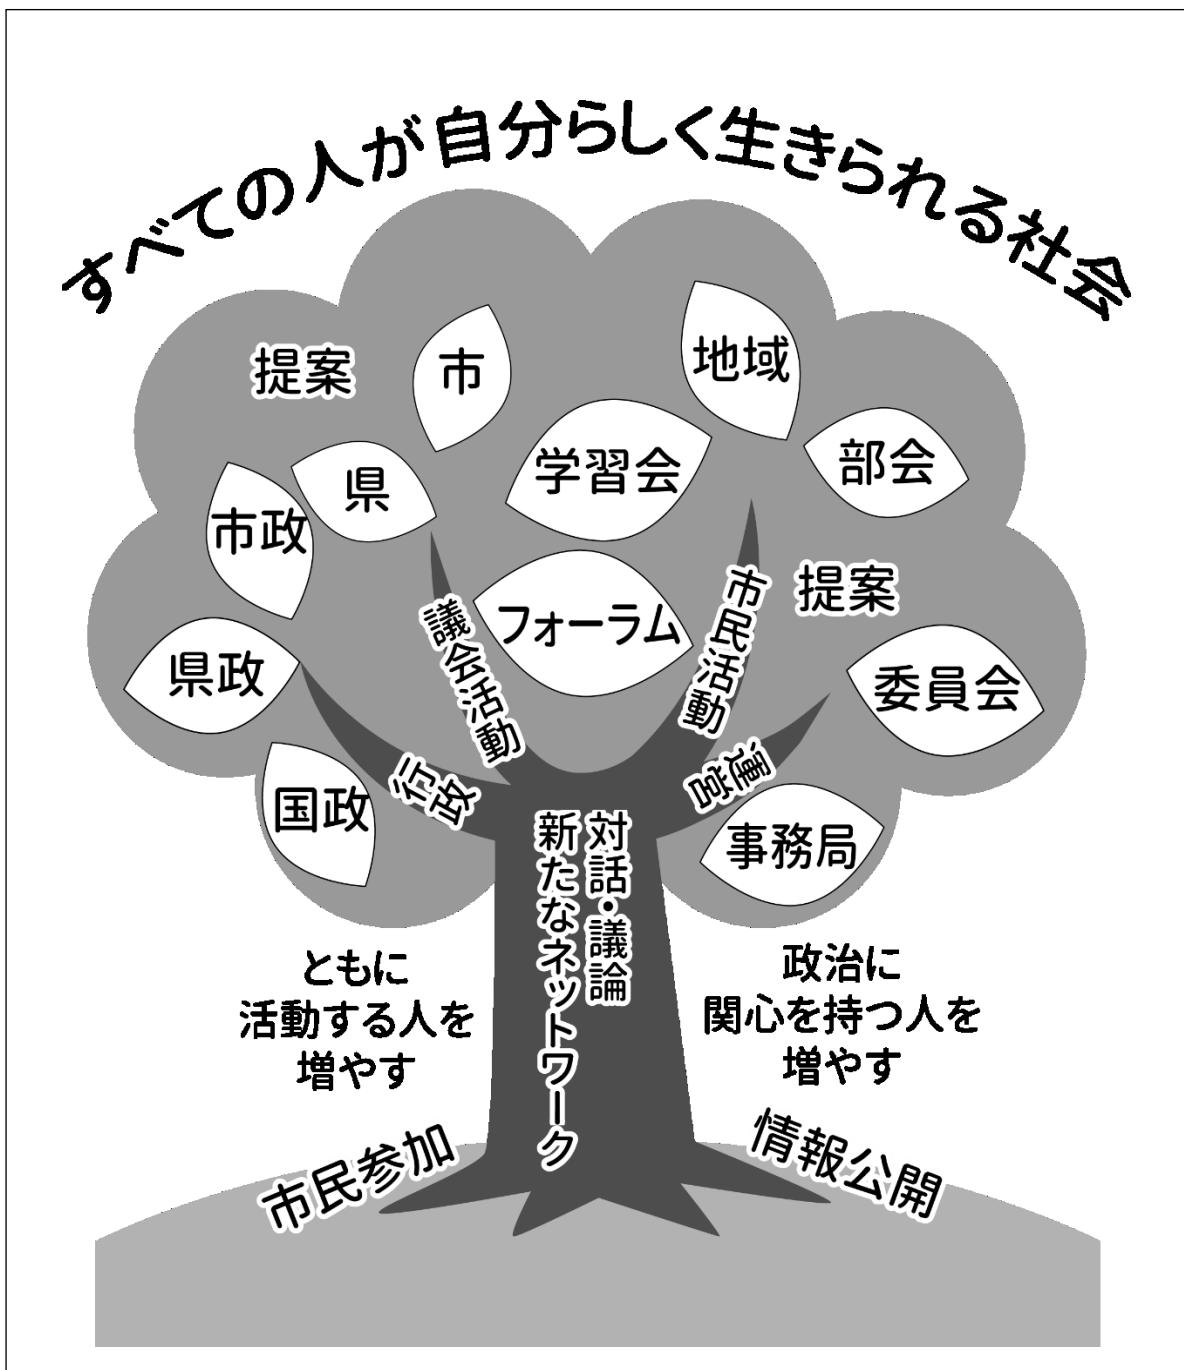 すべての人が自分らしく生きられる社会
提案
市
地域
学習会
部会
県
市政
フォーラム
市民活動
提案
議会活動
県政
委員会
行政
運営
国政
事務局
対話・議論
新たなネットワーク
ともに
活動する人を
増やす
政治に
関心を持つ人を
増やす
市民参加
情報公開